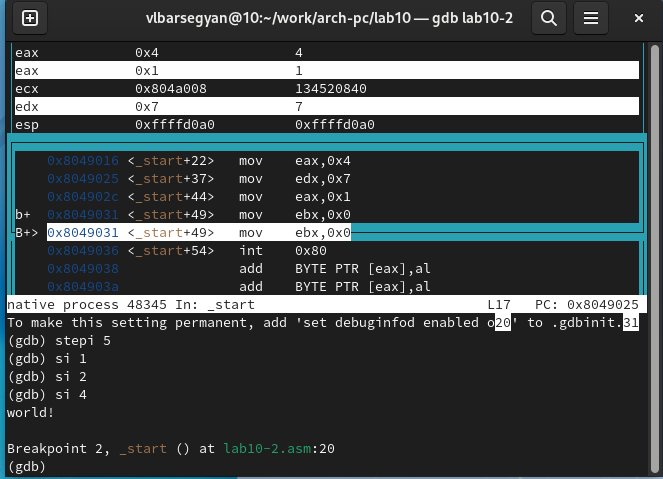 vlbarsegyan@10:~/work/arch-pc/lab10 — gdb lab10-2
eax 0x4 4
eax 0x1 1
ecx 0x804a008 134520840
edx 0x7 7
esp 0xffffd0a0 0xffffd0a0
0x8049016 <_start+22> mov eax,0x4
0x8049025 <_start+37> mov edx,0x7
0x804902c <_start+44> mov eax,0x1
b+ 0x8049031 <_start+49> mov ebx,0x0
B+> 0x8049031 <_start+49> mov ebx,0x0
0x8049036 <_start+54> int 0x80
0x8049038 add BYTE PTR [eax],al
0x804903a add BYTE PTR [eax],al
native process 48345 In: _start L17 PC: 0x8049025
To make this setting permanent, add 'set debuginfod enabled o20' to .gdbinit.31
(gdb) stepi 5
(gdb) si 1
(gdb) si 2
(gdb) si 4
world!
Breakpoint 2, _start () at lab10-2.asm:20
(gdb)